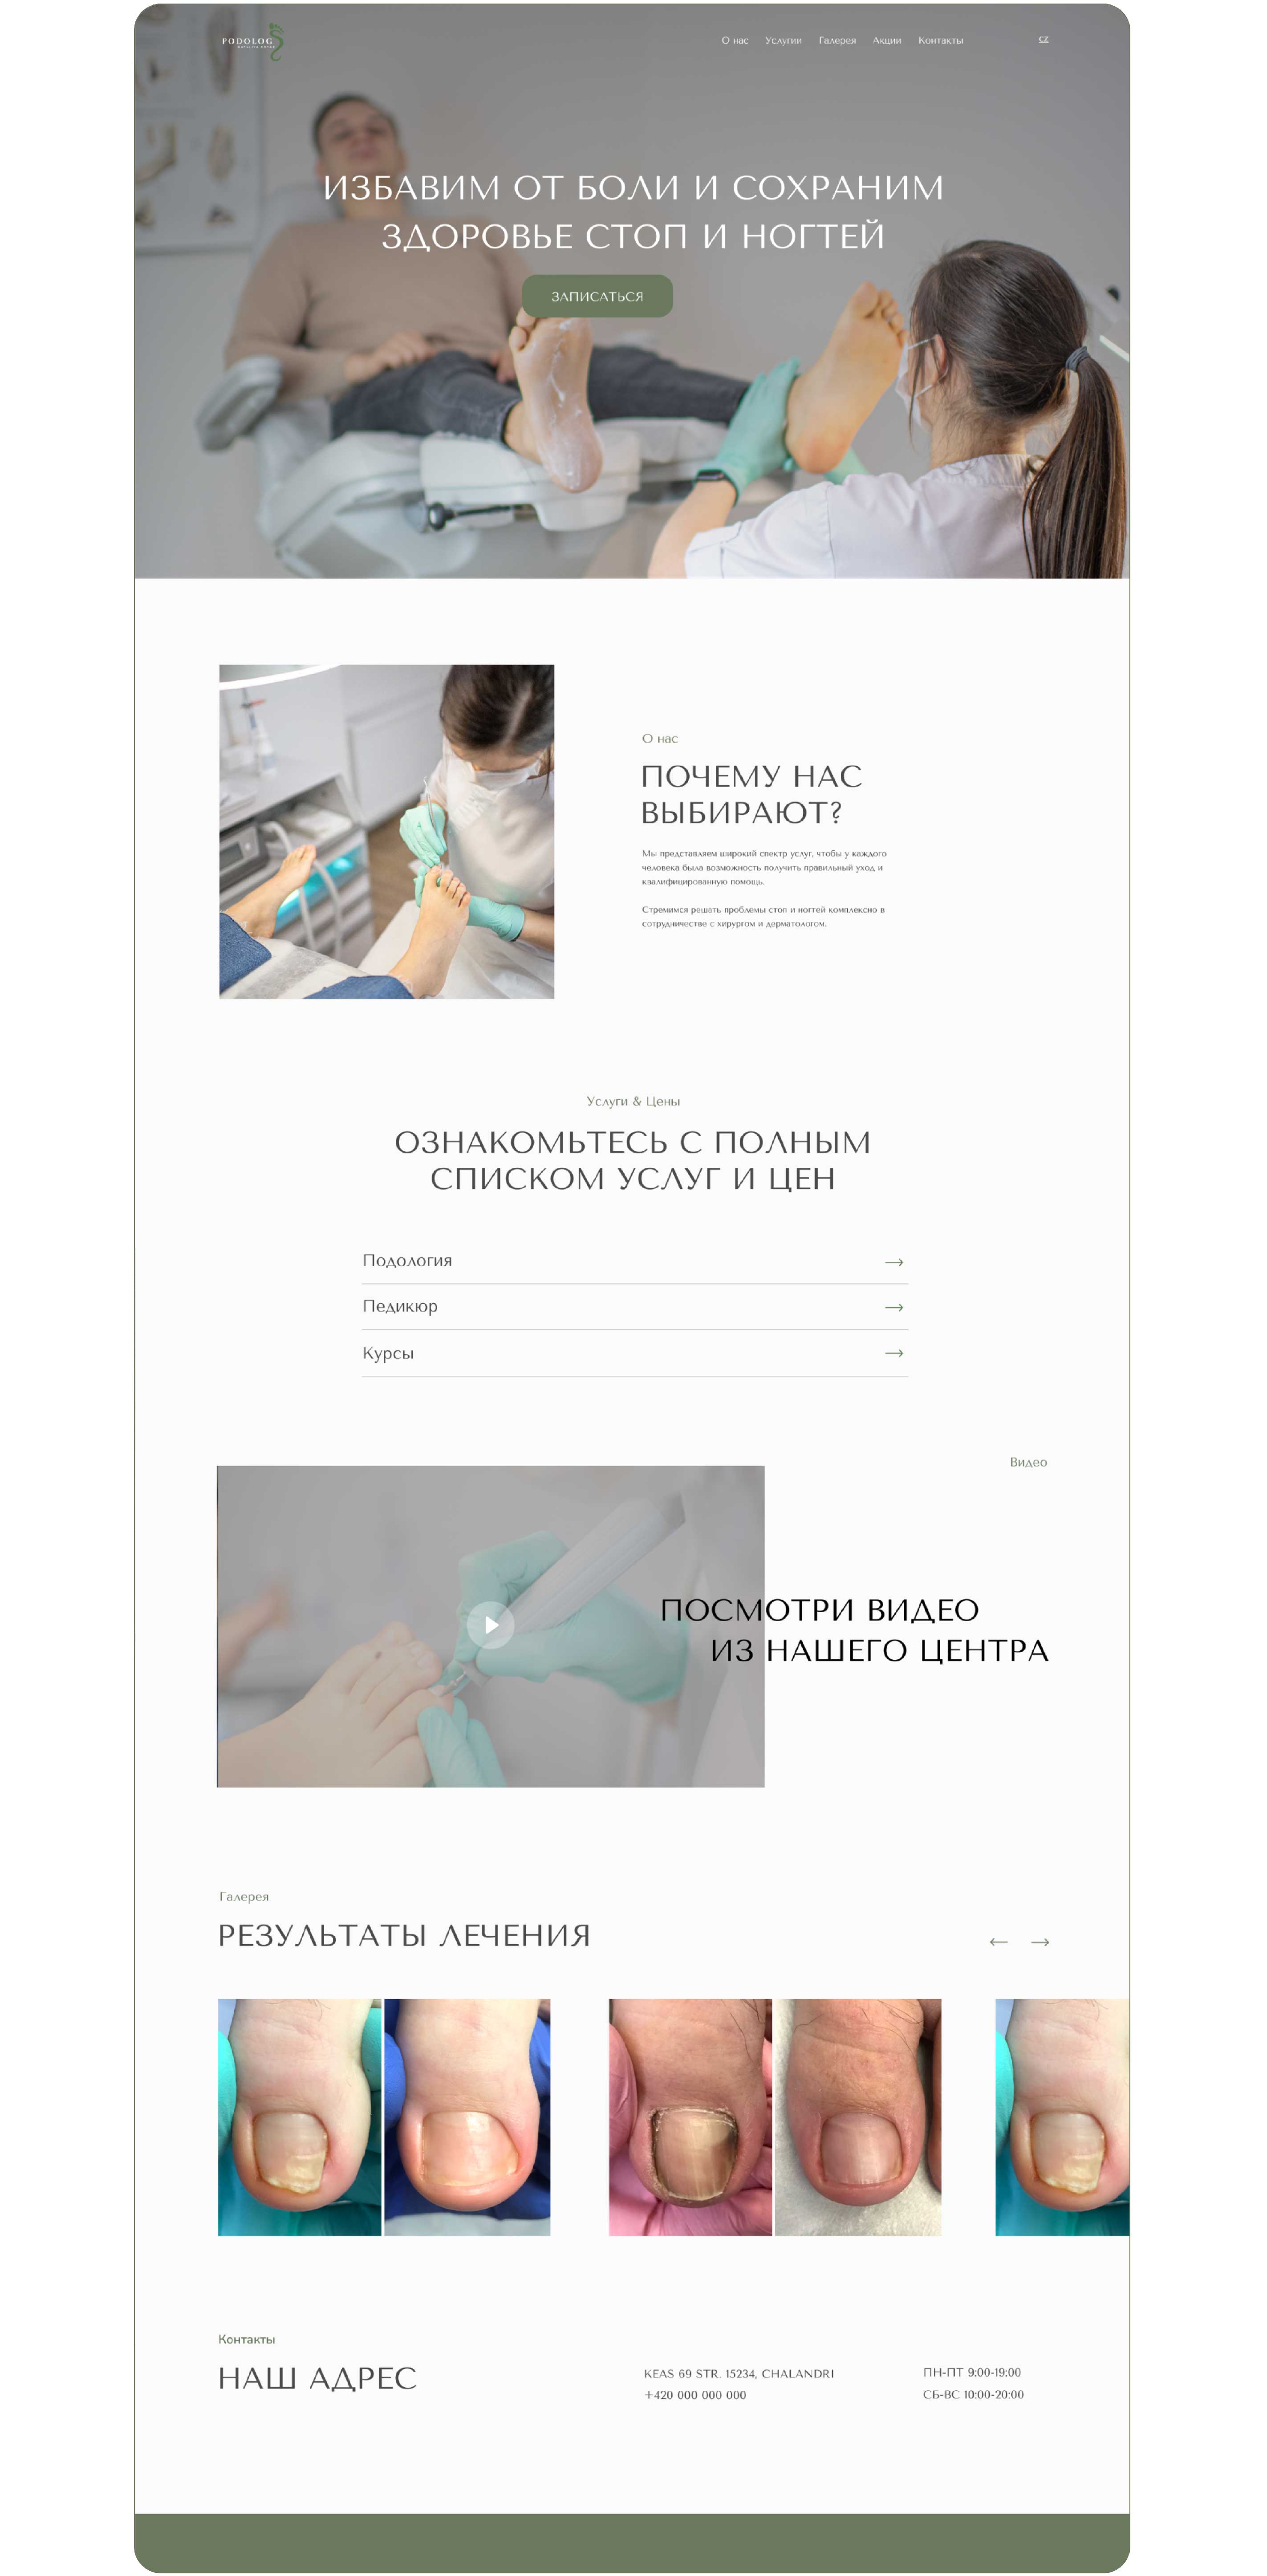 PODOLOG
О нас Услугии Галерея Акции Контакты CZ
ИЗБАВИМ ОТ БОЛИ И СОХРАНИМ
ЗДОРОВЬЕ СТОП И НОГТЕЙ
ЗАПИСАТЬСЯ
О нас
ПОЧЕМУ НАС
ВЫБИРАЮТ?
Мы представляем широкий спектр услуг, чтобы у каждого
человека была возможность получить правильный уход и
квалифицированную помощь.
Стремимся решать проблемы стоп и ногтей комплексно в
сотрудничестве с хирургом и дерматологом.
Услуги & Цены
ОЗНАКОМЬТЕСЬ С ПОЛНЫМ
СПИСКОМ УСЛУГ И ЦЕН
Подология
Педикюр
Курсы
Видео
ПОСМОТРИ ВИДЕО
ИЗ НАШЕГО ЦЕНТРА
Галерея
РЕЗУЛЬТАТЫ ЛЕЧЕНИЯ
Контакты
НАШ АДРЕС
KEAS 69 STR. 15234, CHALANDRI
+420 000 000 000
ПН-ПТ 9:00-19:00
СБ-ВС 10:00-20:00